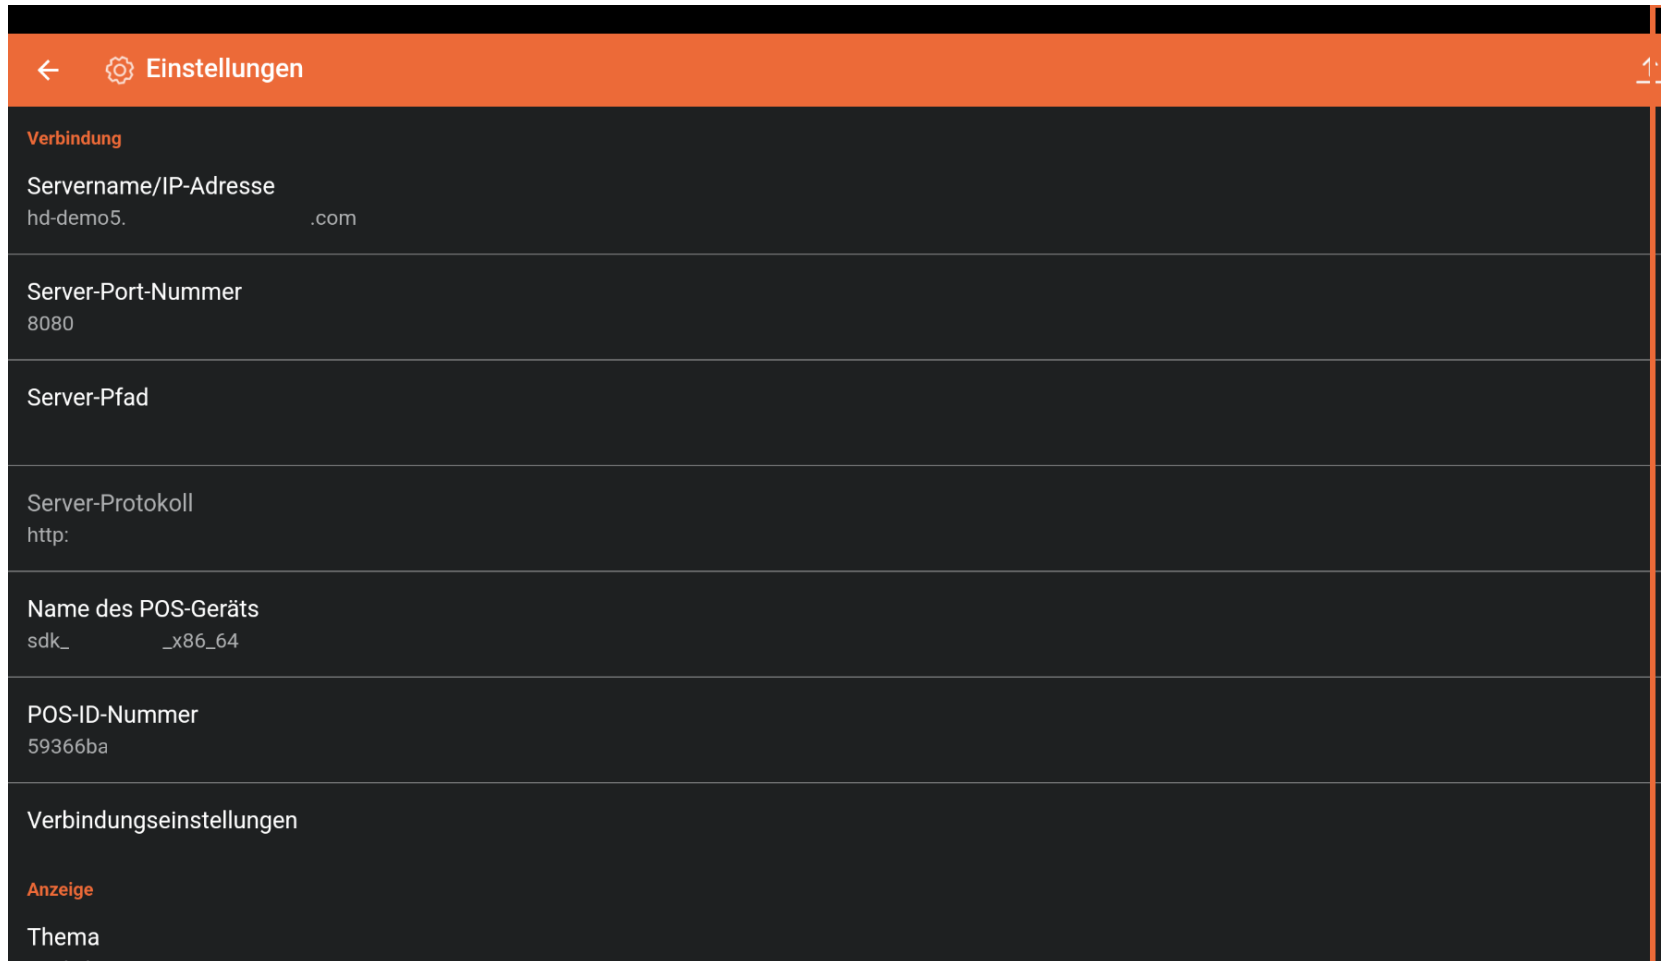 Einstellungen
Verbindung
Servername/IP-Adresse
hd-demo5. .com
Server-Port-Nummer
8080
Server-Pfad
Server-Protokoll
http:
Name des POS-Geräts
sdk_ _x86_64
POS-ID-Nummer
59366ba
Verbindungseinstellungen
Anzeige
Thema